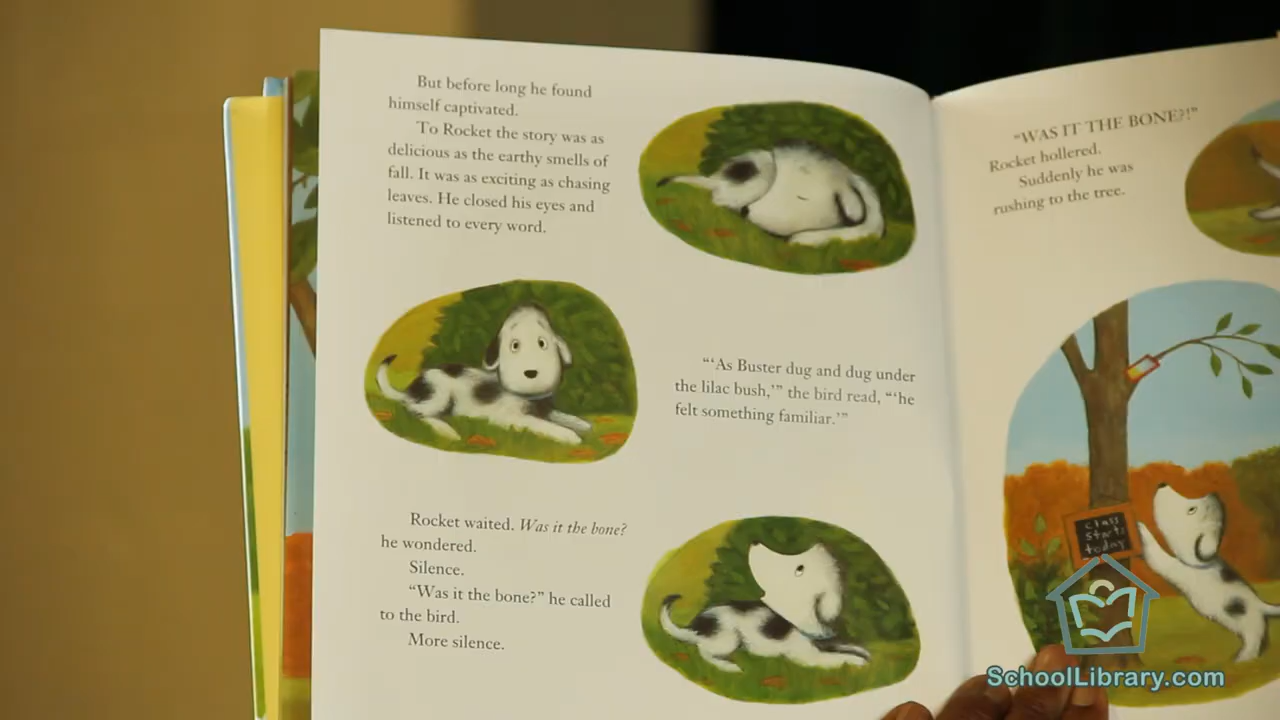 But before long he found
himself captivated.
To Rocket the story was as
delicious as the earthy smells of
fall. It was as exciting as chasing
leaves. He closed his eyes and
listened to every word.
“‘As Buster dug and dug under
the lilac bush,’” the bird read, “‘he
felt something familiar.’”
Rocket waited. Was it the bone?
he wondered.
Silence.
“Was it the bone?” he called
to the bird.
More silence.
“WAS IT THE BONE?!”
Rocket hollered.
Suddenly he was
rushing to the tree.
class
starts
today
SchoolLibrary.com